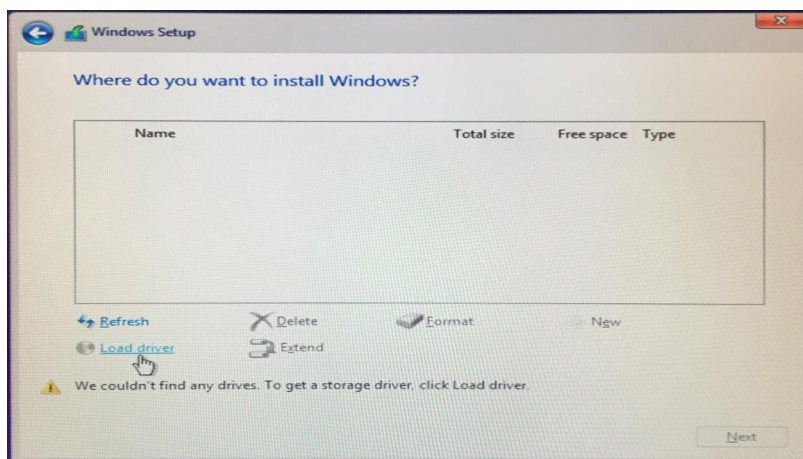 Windows Setup
Where do you want to install Windows?
Name Total size Free space Type
Refresh Delete Format New
Load driver Extend
We couldn't find any drives. To get a storage driver, click Load driver.
Next